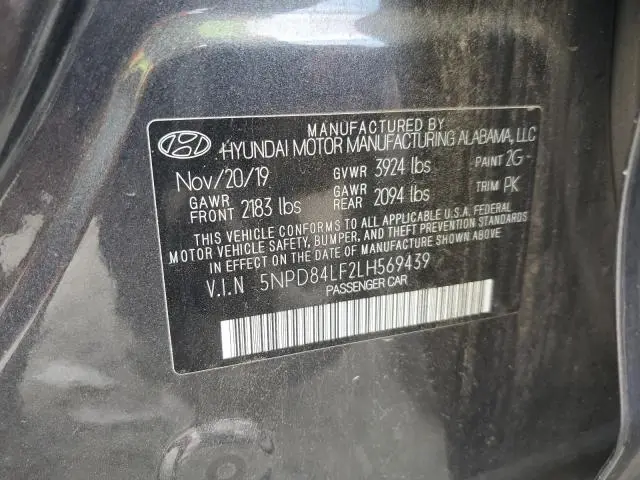 MANUFACTURED BY
HYUNDAI MOTOR MANUFACTURING ALABAMA, LLC
Nov/20/19 GVWR 3924 lbs PAINT 2G
GAWR FRONT 2183 lbs GAWR REAR 2094 lbs TRIM PK
THIS VEHICLE CONFORMS TO ALL APPLICABLE U.S.A. FEDERAL
MOTOR VEHICLE SAFETY, BUMPER, AND THEFT PREVENTION STANDARDS
IN EFFECT ON THE DATE OF MANUFACTURE SHOWN ABOVE.
V.I.N 5NPD84LF2LH569439
PASSENGER CAR